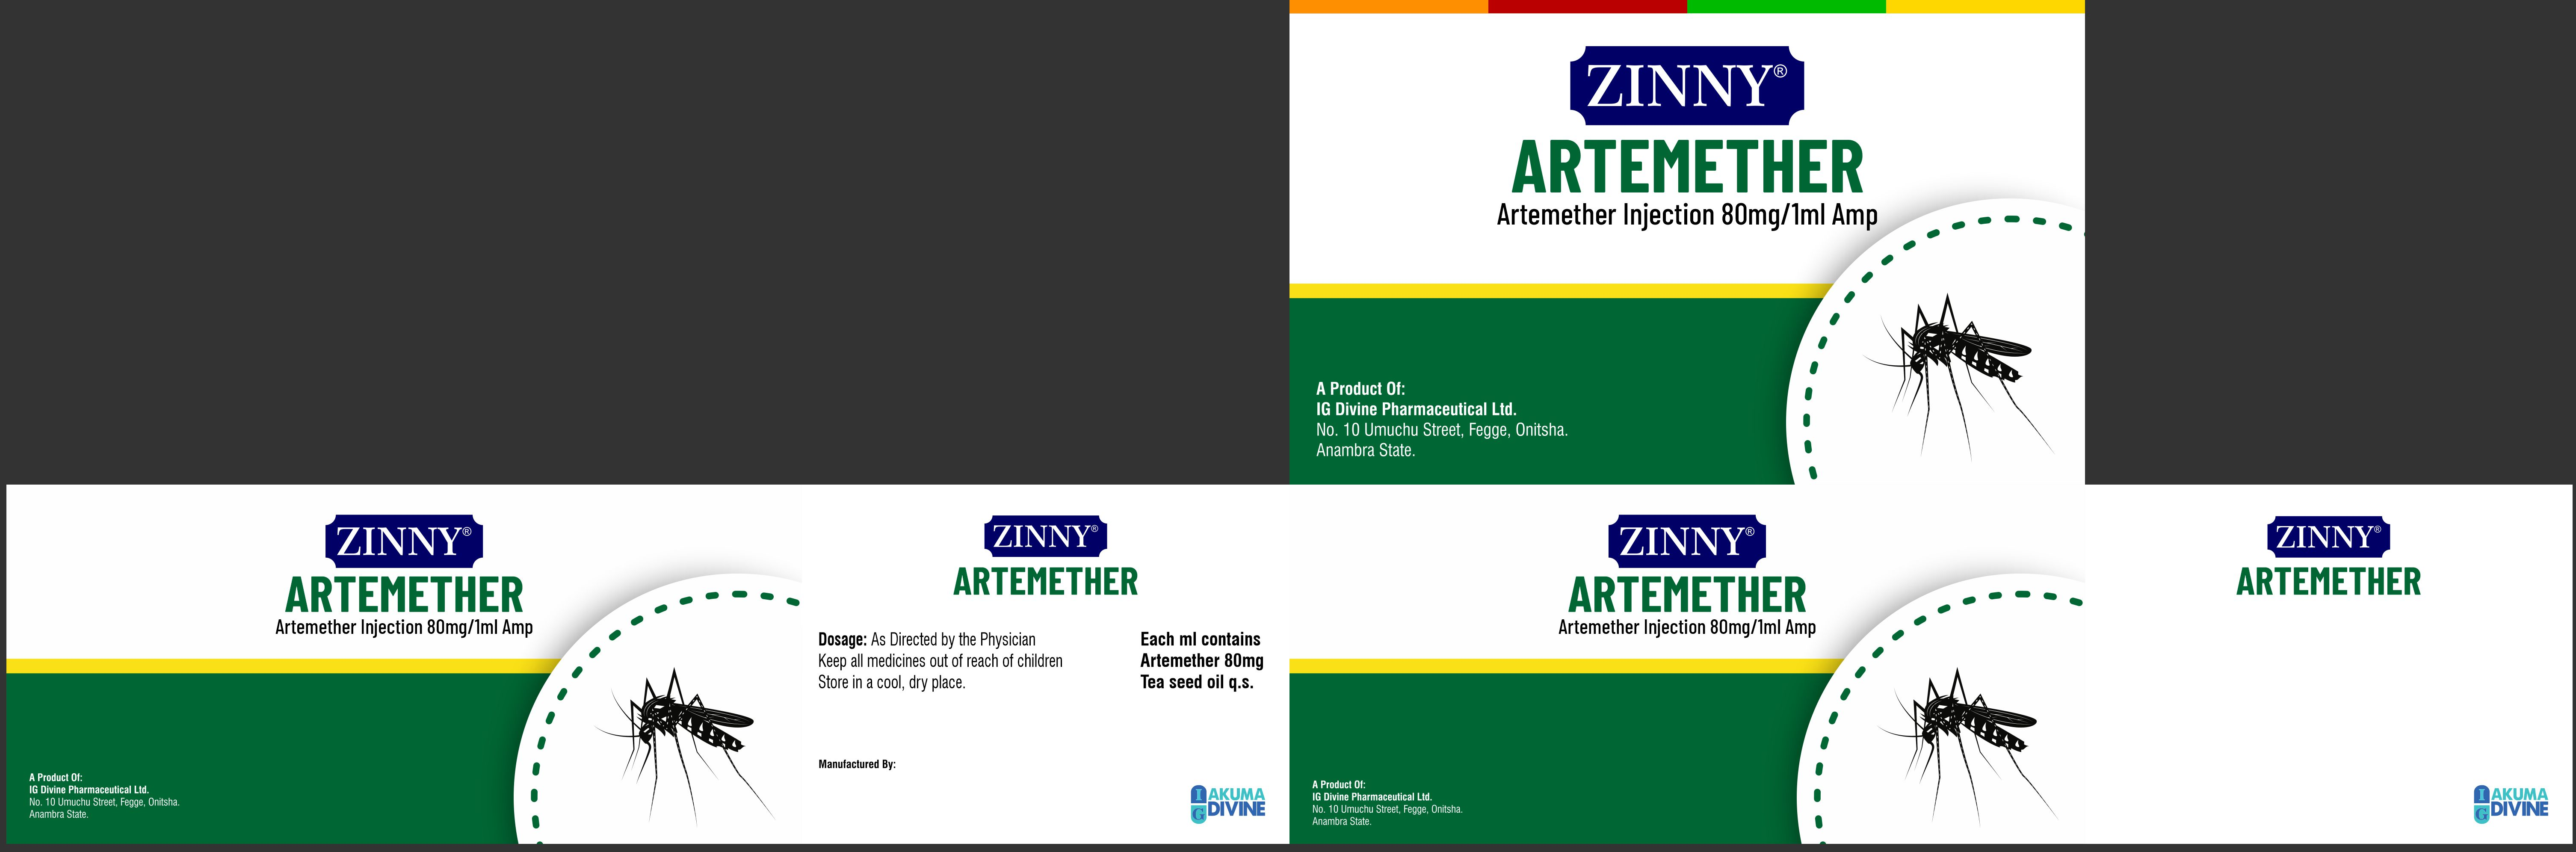 ZINNY®
ARTEMETHER
Artemether Injection 80mg/1ml Amp
A Product Of:
IG Divine Pharmaceutical Ltd.
No. 10 Umuchu Street, Fegge, Onitsha.
Anambra State.
ZINNY®
ARTEMETHER
Artemether Injection 80mg/1ml Amp
A Product Of:
IG Divine Pharmaceutical Ltd.
No. 10 Umuchu Street, Fegge, Onitsha.
Anambra State.
ZINNY®
ARTEMETHER
Dosage: As Directed by the Physician
Keep all medicines out of reach of children
Store in a cool, dry place.
Each ml contains
Artemether 80mg
Tea seed oil q.s.
Manufactured By:
IG AKUMA
DIVINE
ZINNY®
ARTEMETHER
Artemether Injection 80mg/1ml Amp
A Product Of:
IG Divine Pharmaceutical Ltd.
No. 10 Umuchu Street, Fegge, Onitsha.
Anambra State.
ZINNY®
ARTEMETHER
IG AKUMA
DIVINE